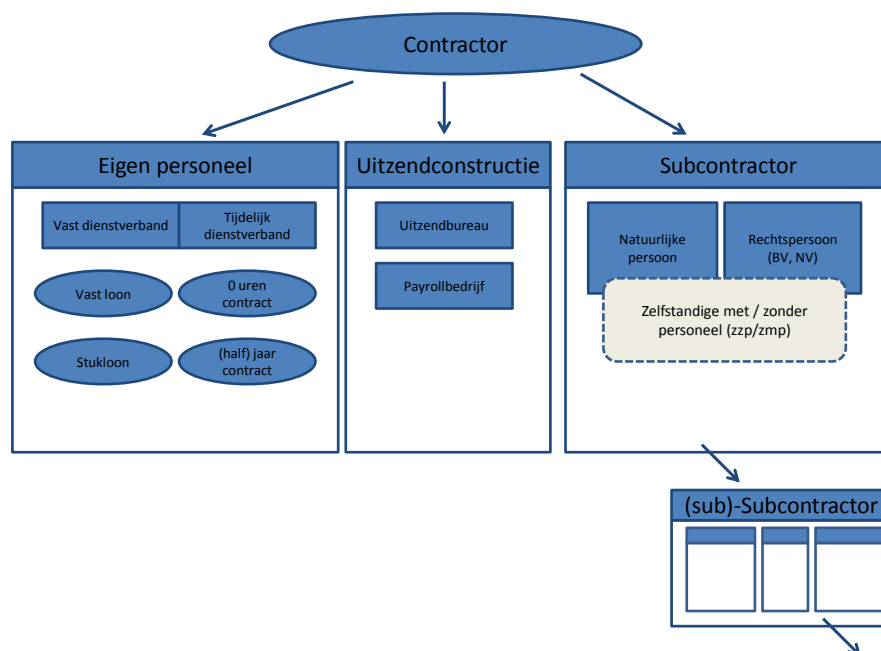 Contractor
Eigen personeel
Vast dienstverband
Tijdelijk
dienstverband
Vast loon
0 uren
contract
Stukloon
(half) jaar
contract
Uitzendconstructie
Uitzendbureau
Payrollbedrijf
Subcontractor
Natuurlijke
persoon
Rechtspersoon
(BV, NV)
Zelfstandige met / zonder
personeel (zzp/zmp)
(sub)-Subcontractor